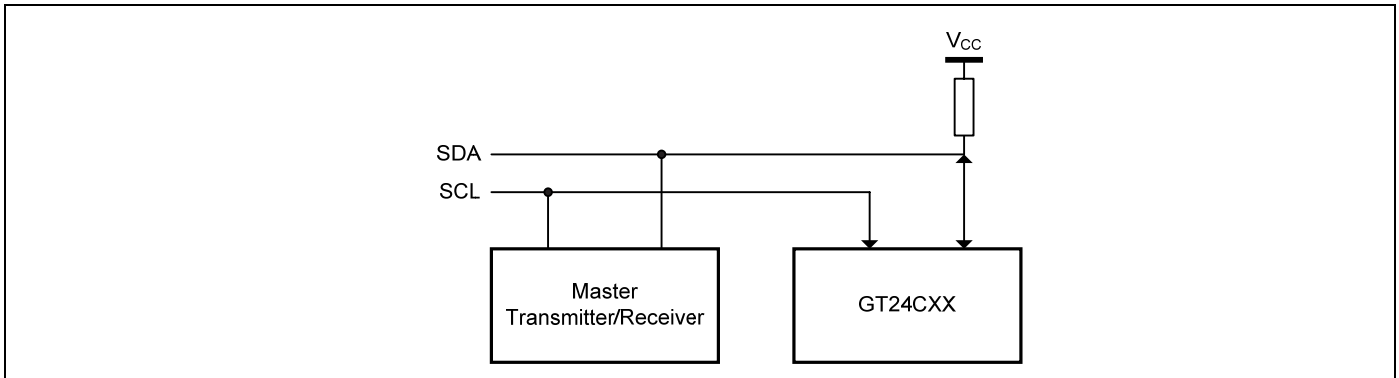 VCC
SDA
SCL
Master
Transmitter/Receiver
GT24CXX